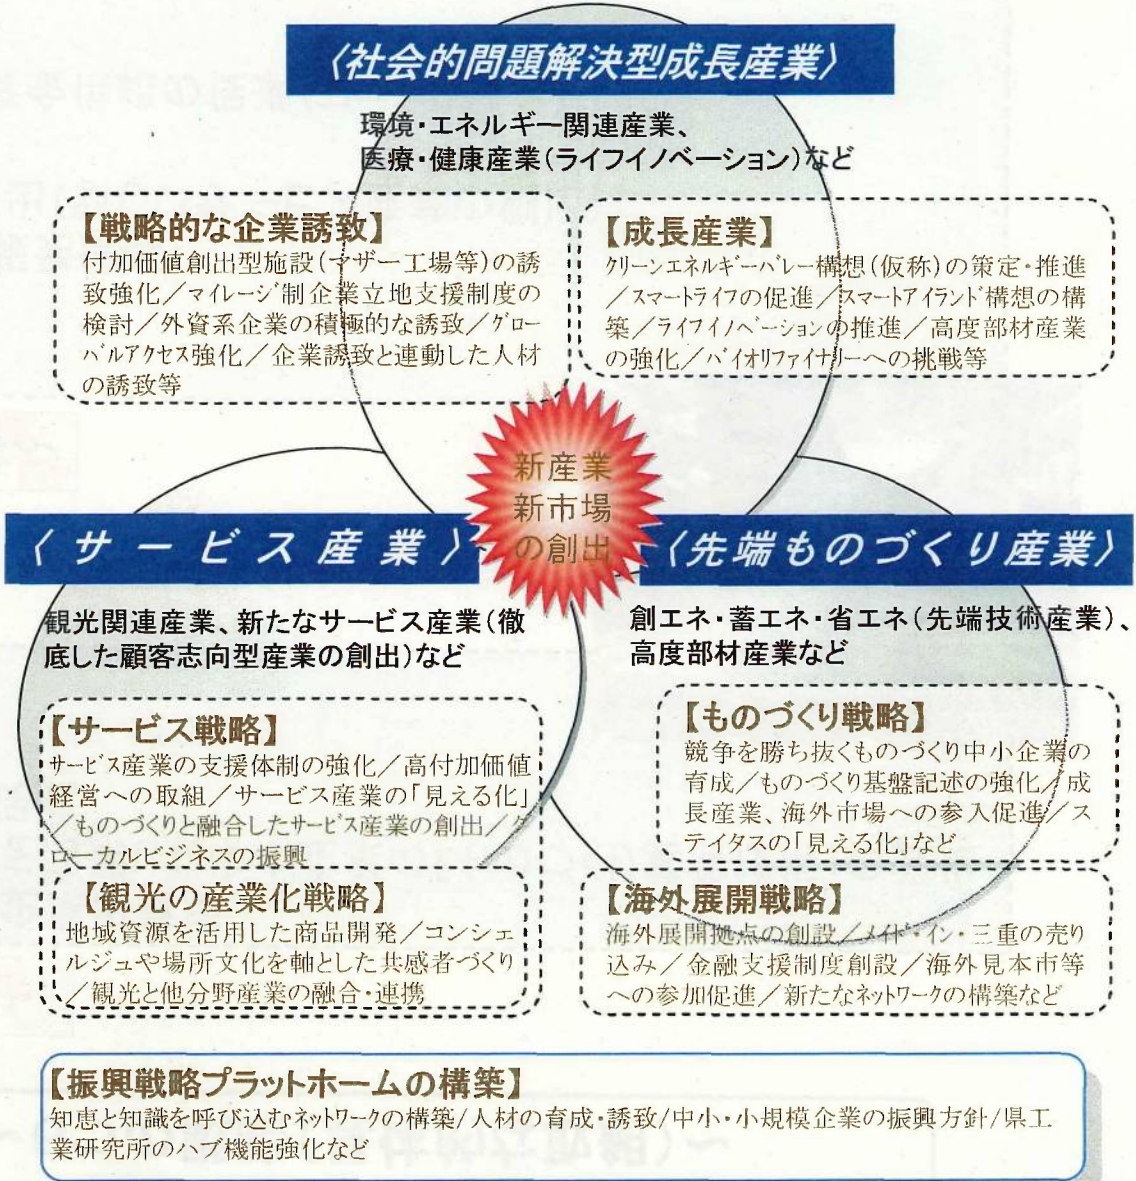 〈社会的問題解決型成長産業〉
環境・エネルギー関連産業、
医療・健康産業(ライフイノベーション)など
【戦略的な企業誘致】
付加価値創出型施設(マザー工場等)の誘
致強化／マイレージ制企業立地支援制度の
検討／外資系企業の積極的な誘致／グロー
バルアクセス強化／企業誘致と連動した人材
の誘致等
【成長産業】
クリーンエネルギーバレー構想(仮称)の策定・推進
／スマートライフの促進／スマートアイランド構想の構
築／ライフイノベーションの推進／高度部材産業
の強化／バイオリファイナリーへの挑戦等
新産業
新市場
の創出
〈サービス産業〉
観光関連産業、新たなサービス産業(徹
底した顧客志向型産業の創出)など
【サービス戦略】
サービス産業の支援体制の強化／高付加価値
経営への取組／サービス産業の「見える化」
／ものづくりと融合したサービス産業の創出／グ
ローカルビジネスの振興
【観光の産業化戦略】
地域資源を活用した商品開発／コンシェ
ルジュや場所文化を軸とした共感者づくり
／観光と他分野産業の融合・連携
〈先端ものづくり産業〉
創エネ・蓄エネ・省エネ(先端技術産業)、
高度部材産業など
【ものづくり戦略】
競争を勝ち抜くものづくり中小企業の
育成／ものづくり基盤記述の強化／成
長産業、海外市場への参入促進／ス
テイタスの「見える化」など
【海外展開戦略】
海外展開拠点の創設／メイド・イン・三重の売り
込み／金融支援制度創設／海外見本市等
への参加促進／新たなネットワークの構築など
【振興戦略プラットホームの構築】
知恵と知識を呼び込むネットワークの構築/人材の育成・誘致/中小・小規模企業の振興方針/県工
業研究所のハブ機能強化など